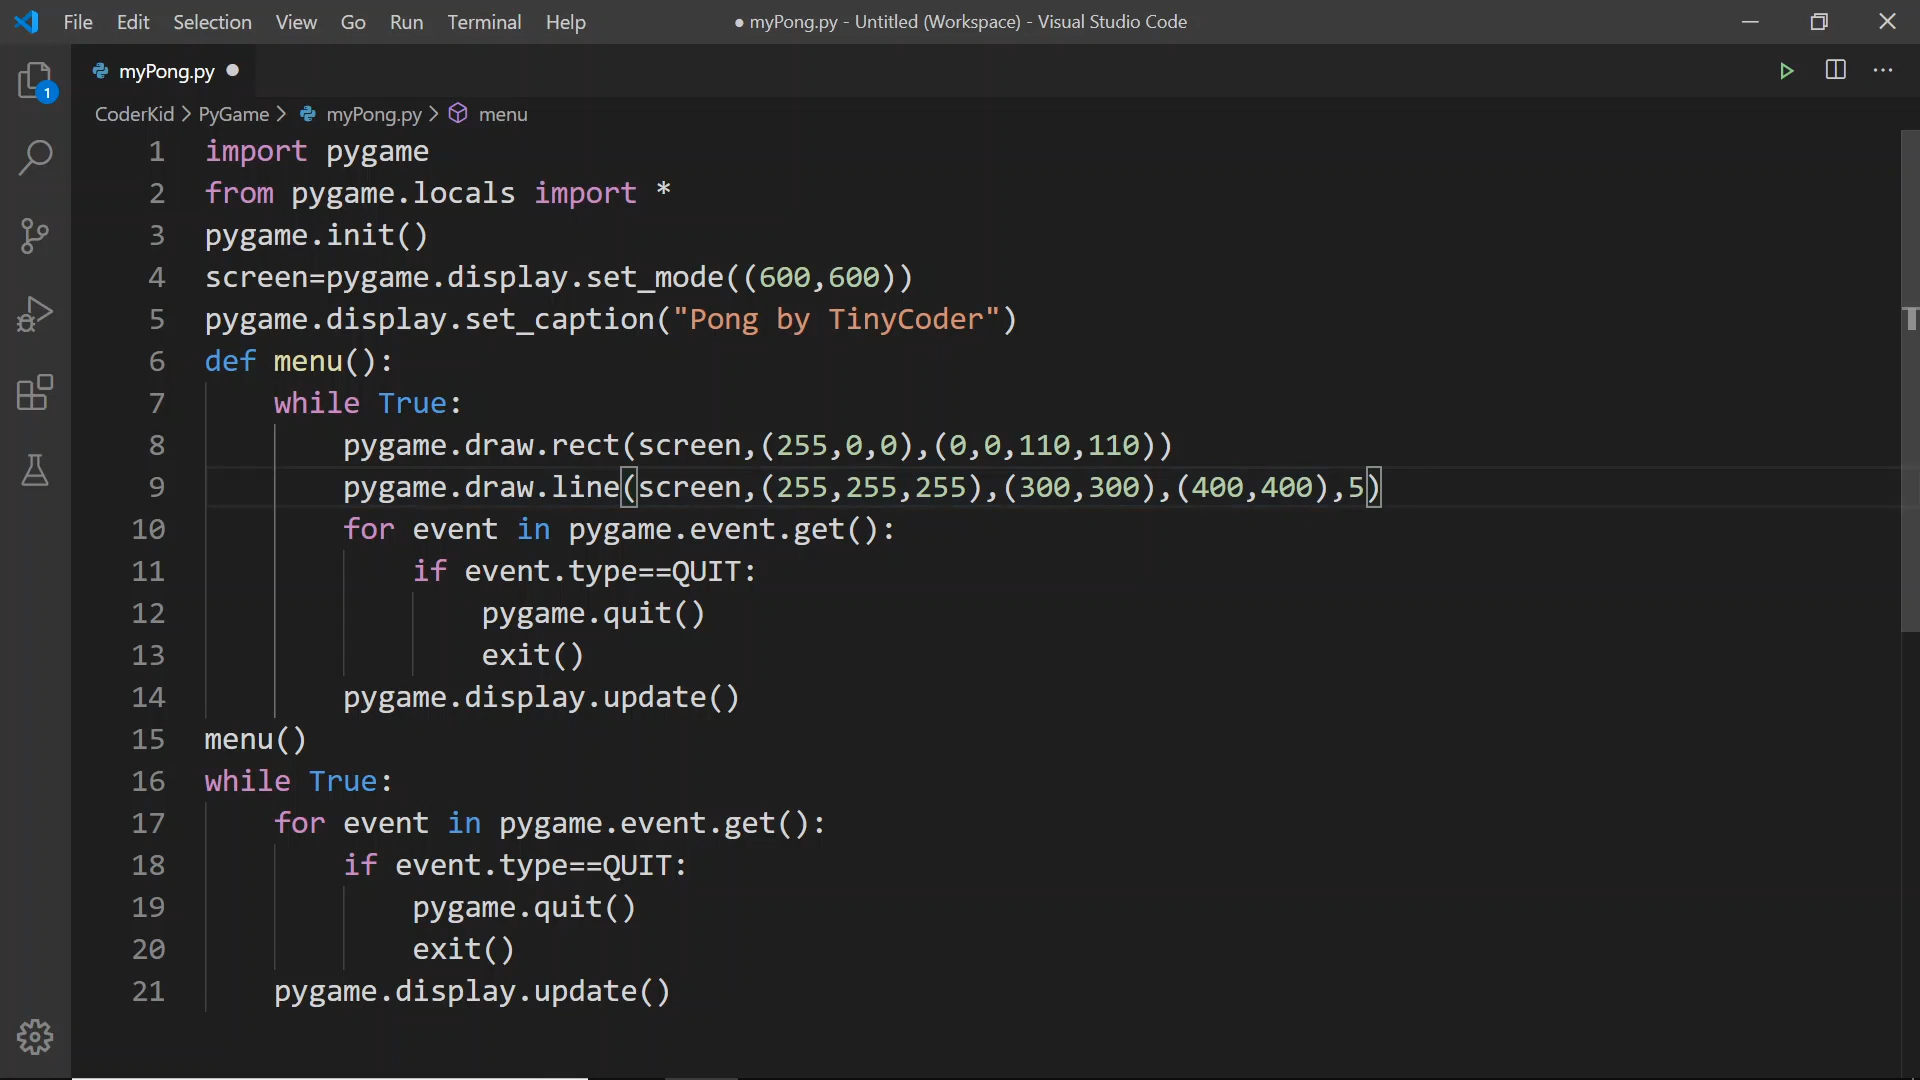 File Edit Selection View Go Run Terminal Help ● myPong.py - Untitled (Workspace) - Visual Studio Code
myPong.py ●
1
CoderKid > PyGame > myPong.py > menu
1 import pygame
2 from pygame.locals import *
3 pygame.init()
4 screen=pygame.display.set_mode((600,600))
5 pygame.display.set_caption("Pong by TinyCoder")
6 def menu():
7     while True:
8         pygame.draw.rect(screen,(255,0,0),(0,0,110,110))
9         pygame.draw.line(screen,(255,255,255),(300,300),(400,400),5)
10         for event in pygame.event.get():
11             if event.type==QUIT:
12                 pygame.quit()
13                 exit()
14         pygame.display.update()
15 menu()
16 while True:
17     for event in pygame.event.get():
18         if event.type==QUIT:
19             pygame.quit()
20             exit()
21     pygame.display.update()